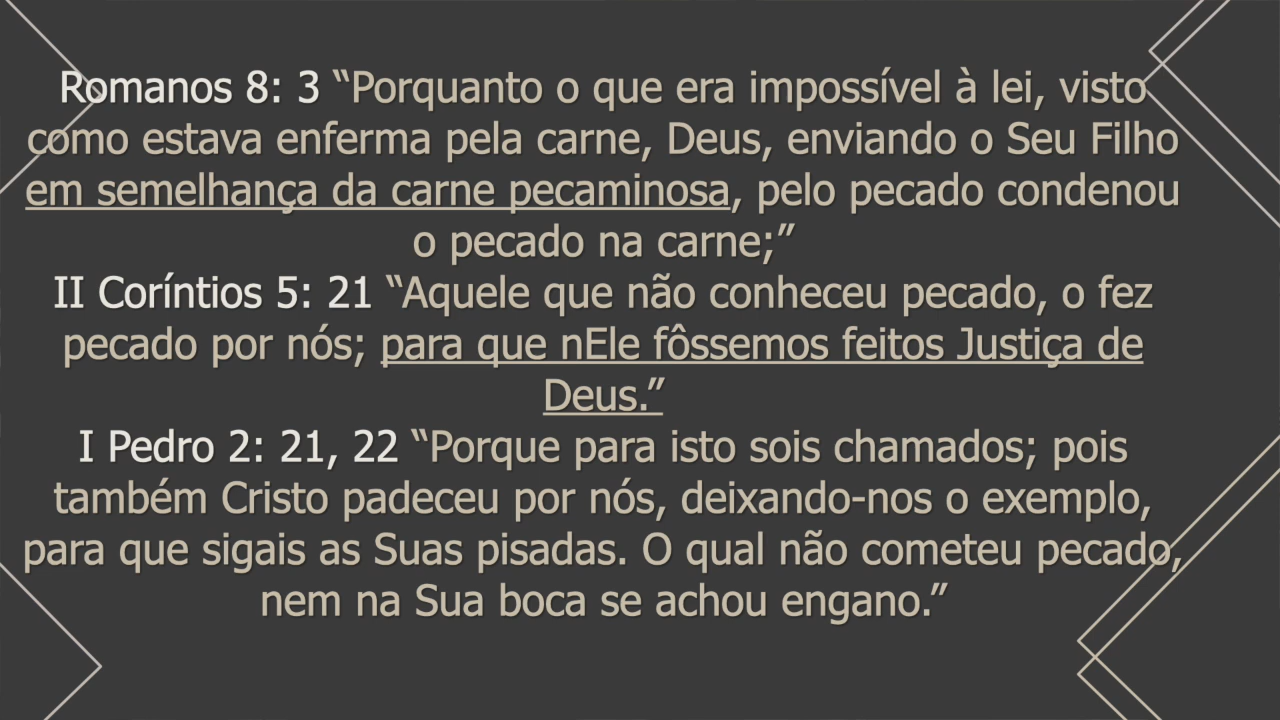 Romanos 8: 3 “Porquanto o que era impossível à lei, visto
como estava enferma pela carne, Deus, enviando o Seu Filho
em semelhança da carne pecaminosa, pelo pecado condenou
o pecado na carne;”
II Coríntios 5: 21 “Aquele que não conheceu pecado, o fez
pecado por nós; para que nEle fôssemos feitos Justiça de
Deus.”
I Pedro 2: 21, 22 “Porque para isto sois chamados; pois
também Cristo padeceu por nós, deixando-nos o exemplo,
para que sigais as Suas pisadas. O qual não cometeu pecado,
nem na Sua boca se achou engano.”